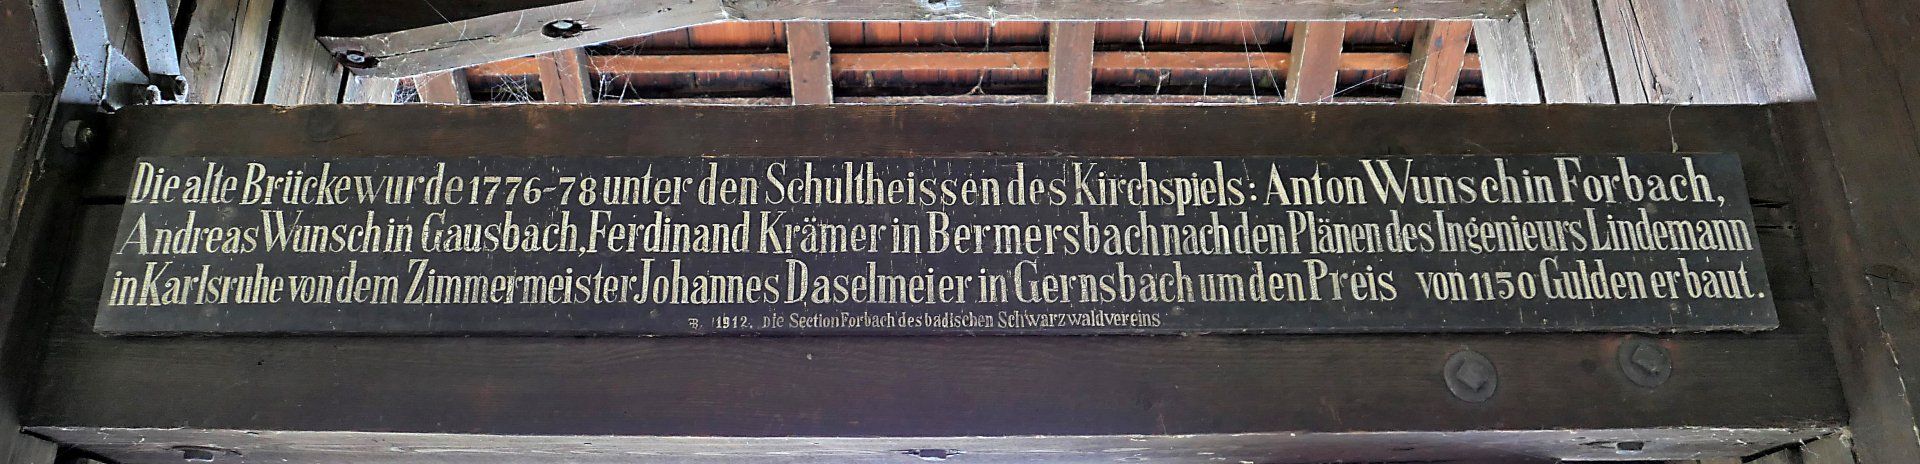 Die alte Brücke wurde 1776-78 unter den Schultheissen des Kirchspiels: Anton Wunsch in Forbach,
Andreas Wunsch in Gausbach, Ferdinand Krämer in Bermersbach nach den Plänen des Ingenieurs Lindemann
in Karlsruhe von dem Zimmermeister Johannes Daselmeier in Gernsbach um den Preis von 1150 Gulden erbaut.
1912. Die Section Forbach des badischen Schwarzwaldvereins